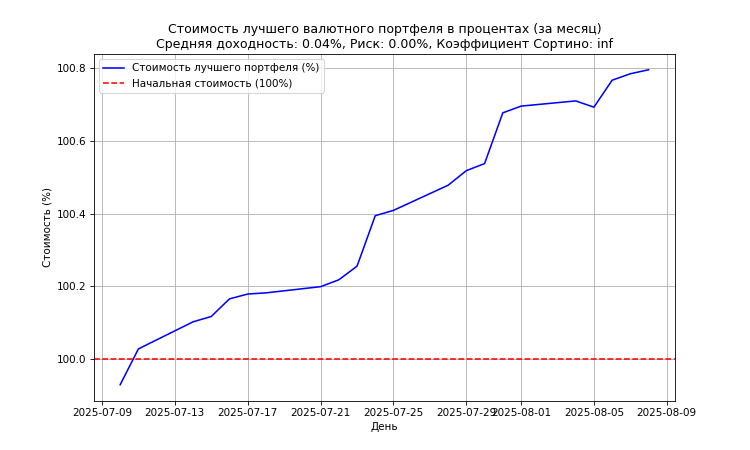 Стоимость лучшего валютного портфеля в процентах (за месяц)
Средняя доходность: 0.04%, Риск: 0.00%, Коэффициент Сортино: inf
Стоимость лучшего портфеля (%)
Начальная стоимость (100%)
Стоимость (%)
100.8
100.6
100.4
100.2
100.0
2025-07-09 2025-07-13 2025-07-17 2025-07-21 2025-07-25 2025-07-29 2025-08-01 2025-08-05 2025-08-09
День